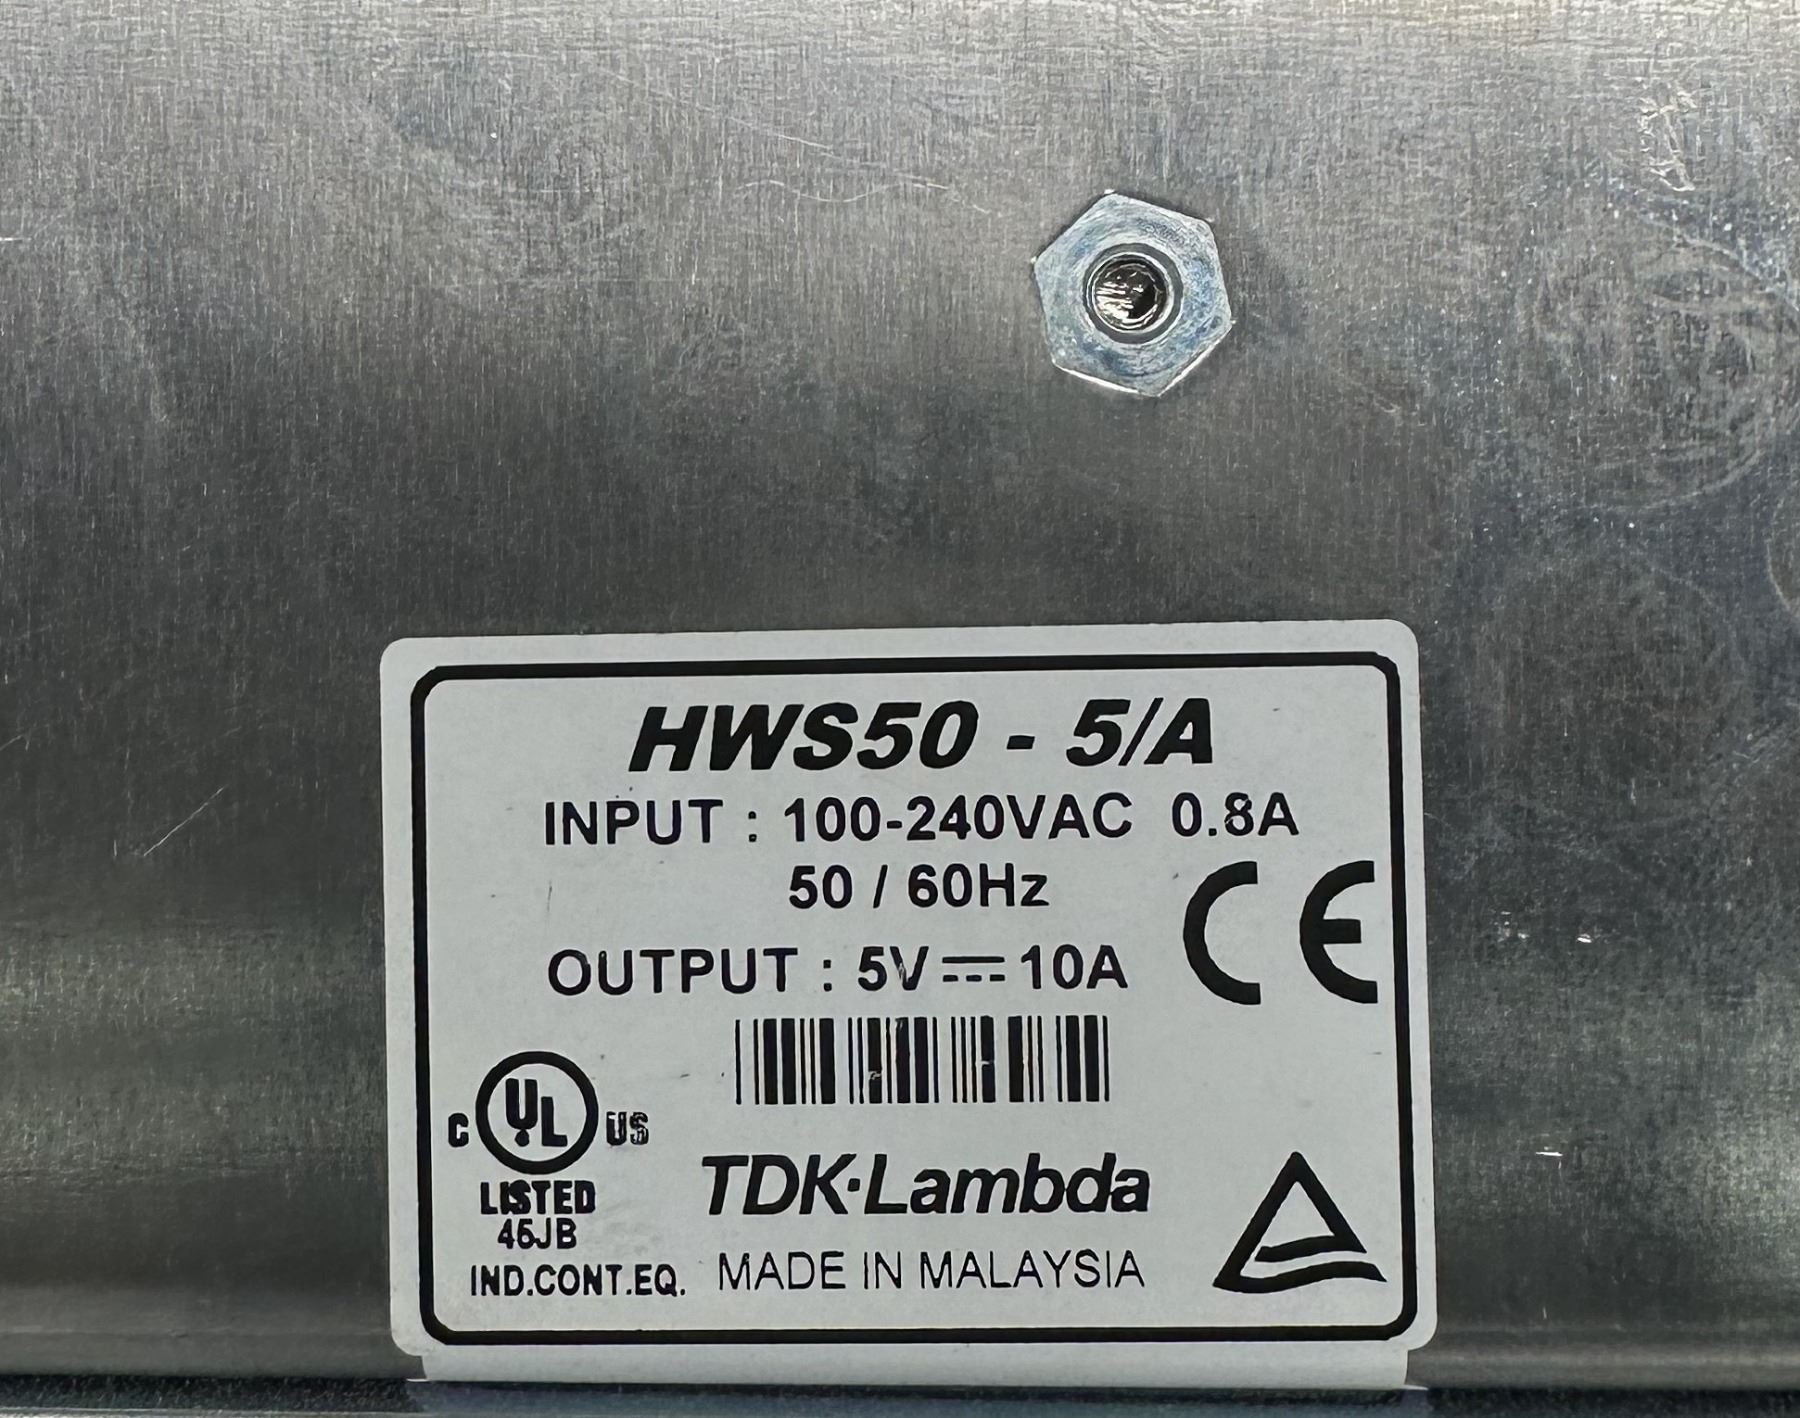 HWS50 - 5/A
INPUT : 100-240VAC 0.8A
50 / 60Hz
OUTPUT : 5V⎓10A
CE
C UL US
LISTED
45JB
IND.CONT.EQ.
TDK·Lambda
MADE IN MALAYSIA